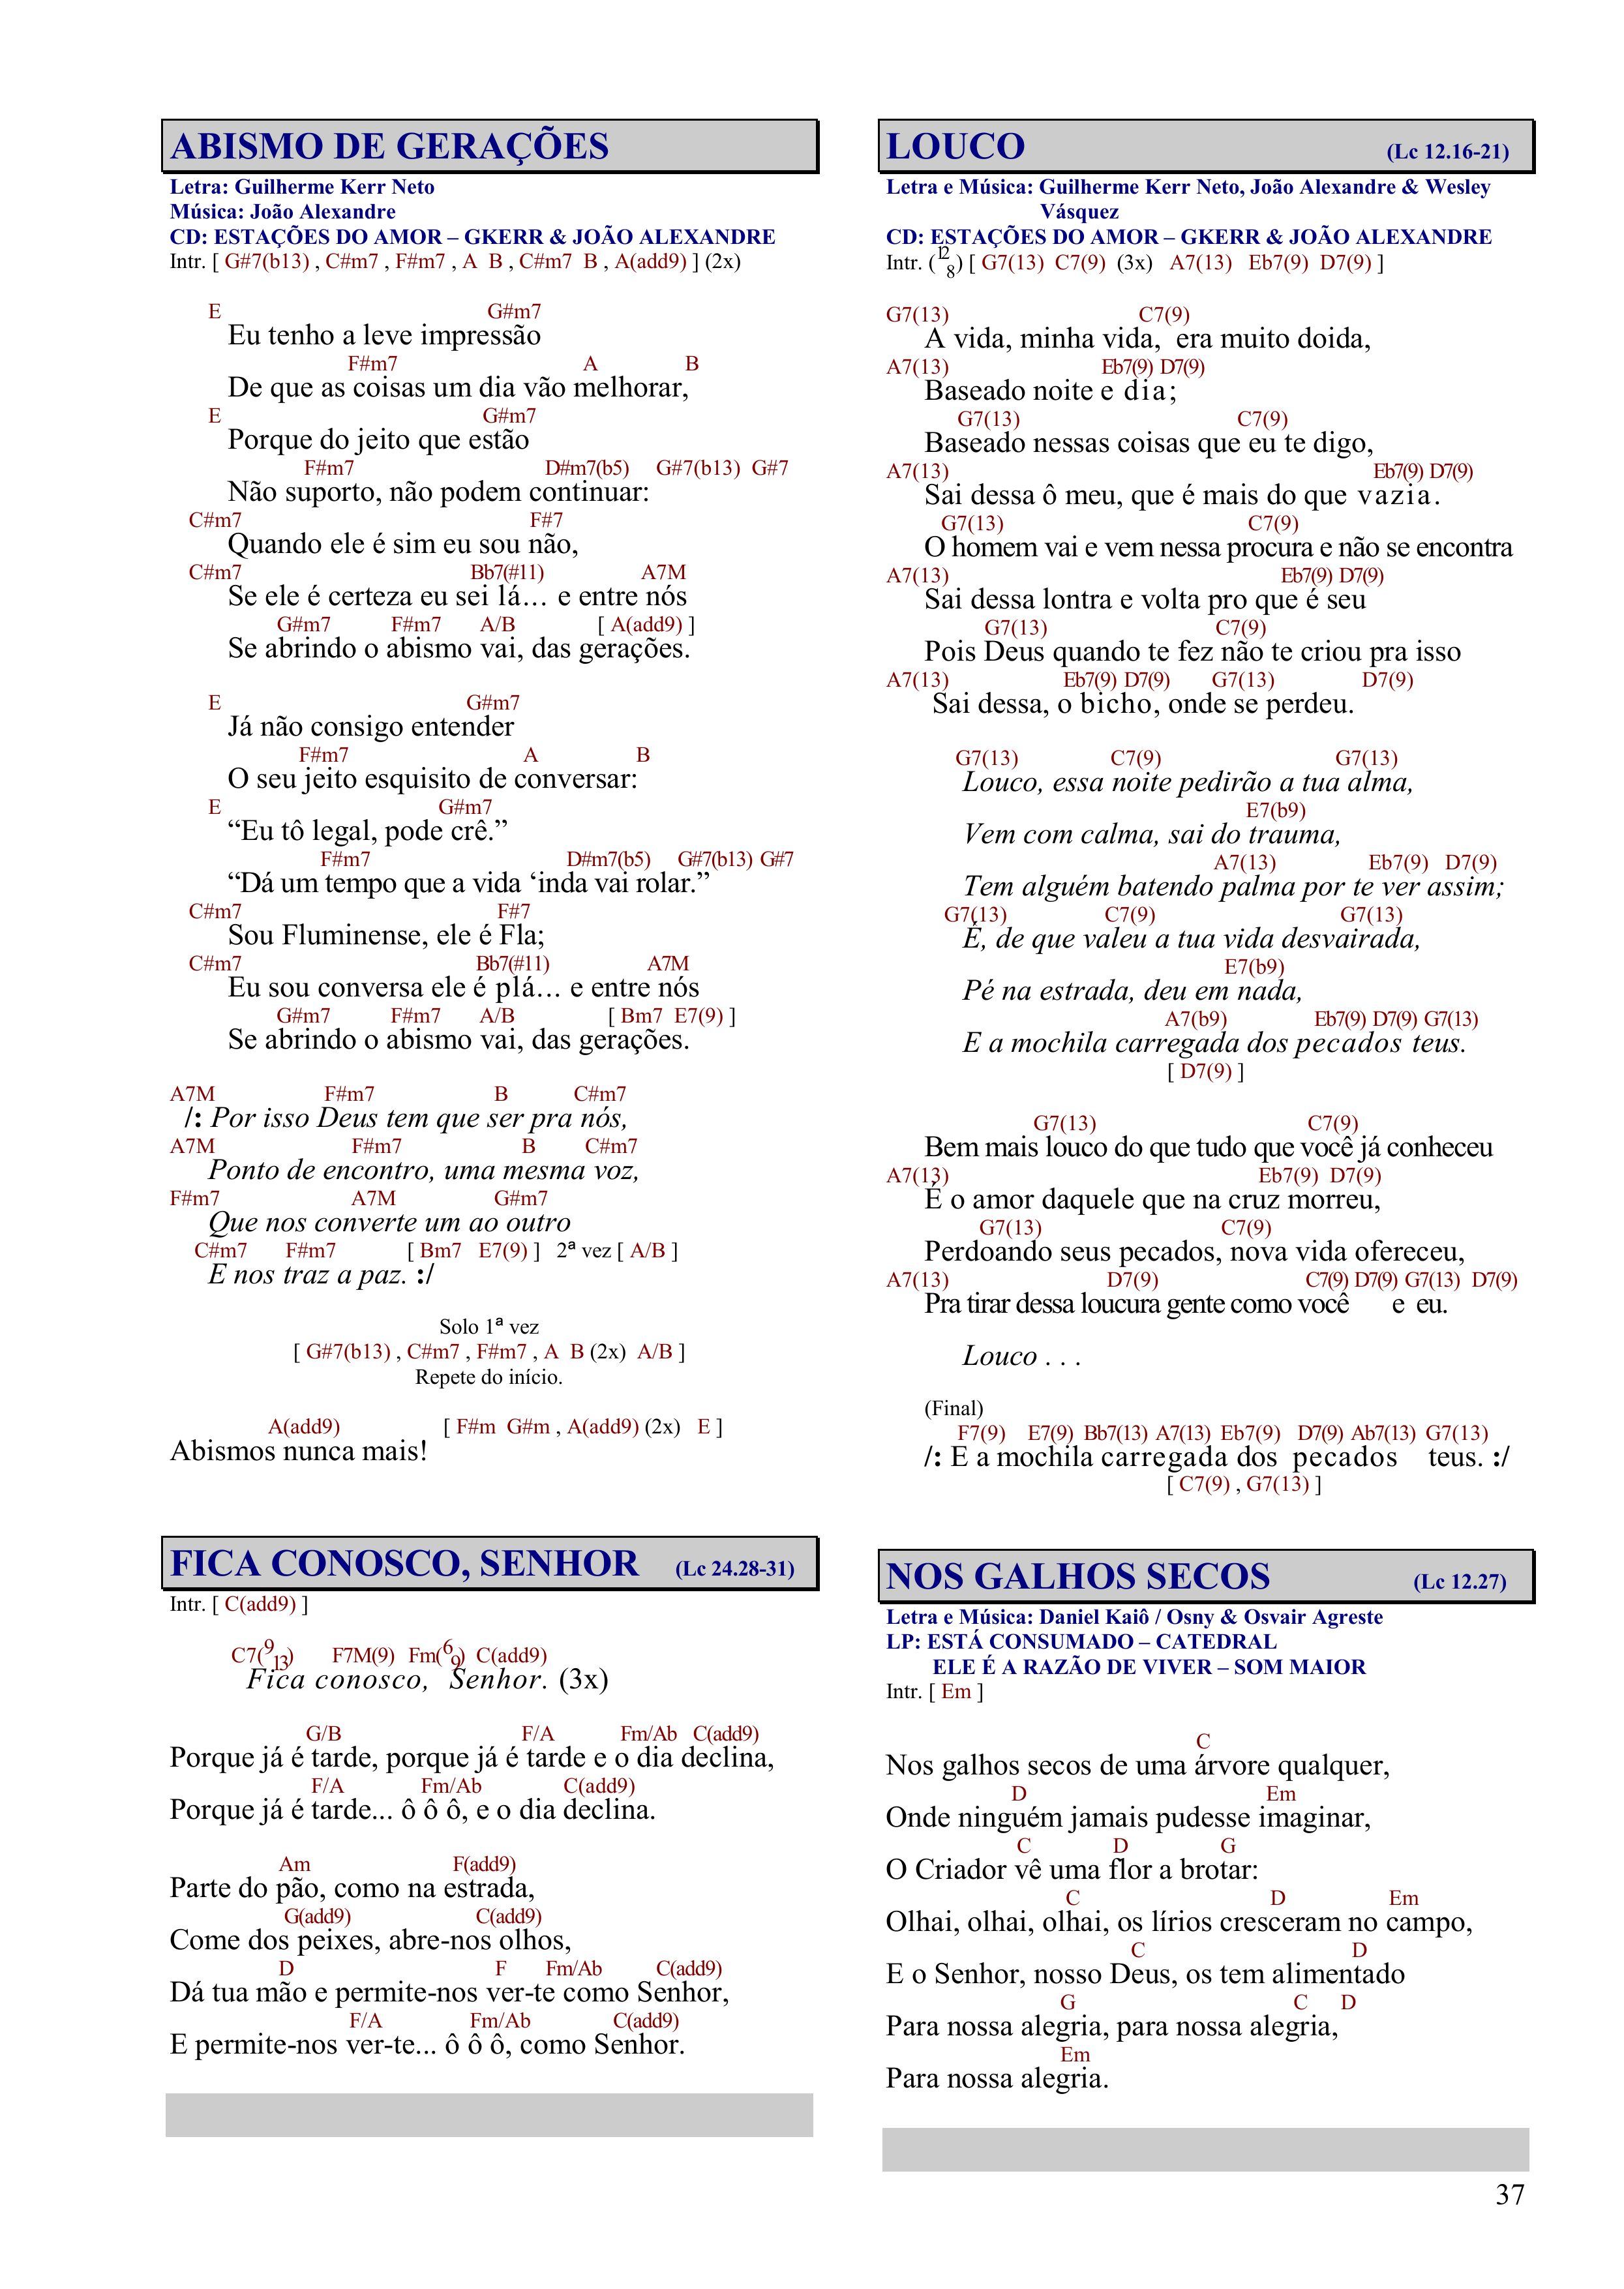 ABISMO DE GERAÇÕES
Letra: Guilherme Kerr Neto
Música: João Alexandre
CD: ESTAÇÕES DO AMOR – GKERR & JOÃO ALEXANDRE
Intr. [ G#7(b13) , C#m7 , F#m7 , A B , C#m7 B , A(add9) ] (2x)
E G#m7
Eu tenho a leve impressão
F#m7 A B
De que as coisas um dia vão melhorar,
E G#m7
Porque do jeito que estão
F#m7 D#m7(b5) G#7(b13) G#7
Não suporto, não podem continuar:
C#m7 F#7
Quando ele é sim eu sou não,
C#m7 Bb7(#11) A7M
Se ele é certeza eu sei lá... e entre nós
G#m7 F#m7 A/B [ A(add9) ]
Se abrindo o abismo vai, das gerações.
E G#m7
Já não consigo entender
F#m7 A B
O seu jeito esquisito de conversar:
E G#m7
“Eu tô legal, pode crê.”
F#m7 D#m7(b5) G#7(b13) G#7
“Dá um tempo que a vida ‘inda vai rolar.”
C#m7 F#7
Sou Fluminense, ele é Fla;
C#m7 Bb7(#11) A7M
Eu sou conversa ele é plá... e entre nós
G#m7 F#m7 A/B [ Bm7 E7(9) ]
Se abrindo o abismo vai, das gerações.
A7M F#m7 B C#m7
/: Por isso Deus tem que ser pra nós,
A7M F#m7 B C#m7
Ponto de encontro, uma mesma voz,
F#m7 A7M G#m7
Que nos converte um ao outro
C#m7 F#m7 [ Bm7 E7(9) ] 2ª vez [ A/B ]
E nos traz a paz. :/
Solo 1ª vez
[ G#7(b13) , C#m7 , F#m7 , A B (2x) A/B ]
Repete do início.
A(add9) [ F#m G#m , A(add9) (2x) E ]
Abismos nunca mais!
FICA CONOSCO, SENHOR (Lc 24.28-31)
Intr. [ C(add9) ]
C7(9 13) F7M(9) Fm(6 9) C(add9)
Fica conosco, Senhor. (3x)
G/B F/A Fm/Ab C(add9)
Porque já é tarde, porque já é tarde e o dia declina,
F/A Fm/Ab C(add9)
Porque já é tarde... ô ô ô, e o dia declina.
Am F(add9)
Parte do pão, como na estrada,
G(add9) C(add9)
Come dos peixes, abre-nos olhos,
D F Fm/Ab C(add9)
Dá tua mão e permite-nos ver-te como Senhor,
F/A Fm/Ab C(add9)
E permite-nos ver-te... ô ô ô, como Senhor.
LOUCO (Lc 12.16-21)
Letra e Música: Guilherme Kerr Neto, João Alexandre & Wesley
Vásquez
CD: ESTAÇÕES DO AMOR – GKERR & JOÃO ALEXANDRE
Intr. (12 8) [ G7(13) C7(9) (3x) A7(13) Eb7(9) D7(9) ]
G7(13) C7(9)
A vida, minha vida, era muito doida,
A7(13) Eb7(9) D7(9)
Baseado noite e dia;
G7(13) C7(9)
Baseado nessas coisas que eu te digo,
A7(13) Eb7(9) D7(9)
Sai dessa ô meu, que é mais do que vazia.
G7(13) C7(9)
O homem vai e vem nessa procura e não se encontra
A7(13) Eb7(9) D7(9)
Sai dessa lontra e volta pro que é seu
G7(13) C7(9)
Pois Deus quando te fez não te criou pra isso
A7(13) Eb7(9) D7(9) G7(13) D7(9)
Sai dessa, o bicho, onde se perdeu.
G7(13) C7(9) G7(13)
Louco, essa noite pedirão a tua alma,
E7(b9)
Vem com calma, sai do trauma,
A7(13) Eb7(9) D7(9)
Tem alguém batendo palma por te ver assim;
G7(13) C7(9) G7(13)
É, de que valeu a tua vida desvairada,
E7(b9)
Pé na estrada, deu em nada,
A7(b9) Eb7(9) D7(9) G7(13)
E a mochila carregada dos pecados teus.
[ D7(9) ]
G7(13) C7(9)
Bem mais louco do que tudo que você já conheceu
A7(13) Eb7(9) D7(9)
É o amor daquele que na cruz morreu,
G7(13) C7(9)
Perdoando seus pecados, nova vida ofereceu,
A7(13) D7(9) C7(9) D7(9) G7(13) D7(9)
Pra tirar dessa loucura gente como você e eu.
Louco . . .
(Final)
F7(9) E7(9) Bb7(13) A7(13) Eb7(9) D7(9) Ab7(13) G7(13)
/: E a mochila carregada dos pecados teus. :/
[ C7(9) , G7(13) ]
NOS GALHOS SECOS (Lc 12.27)
Letra e Música: Daniel Kaiô / Osny & Osvair Agreste
LP: ESTÁ CONSUMADO – CATEDRAL
ELE É A RAZÃO DE VIVER – SOM MAIOR
Intr. [ Em ]
C
Nos galhos secos de uma árvore qualquer,
D Em
Onde ninguém jamais pudesse imaginar,
C D G
O Criador vê uma flor a brotar:
C D Em
Olhai, olhai, olhai, os lírios cresceram no campo,
C D
E o Senhor, nosso Deus, os tem alimentado
G C D
Para nossa alegria, para nossa alegria,
Em
Para nossa alegria.
37